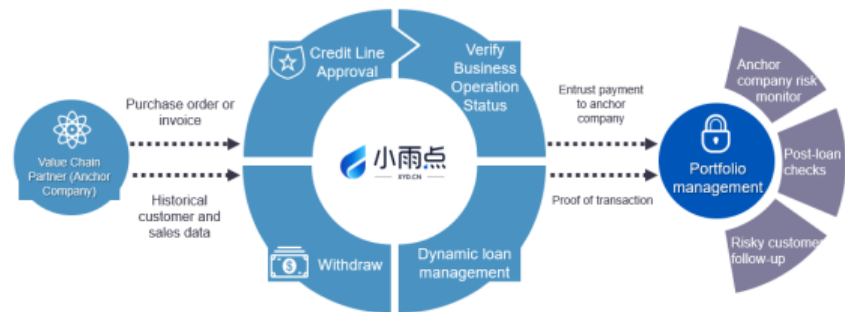 Value Chain
Partner (Anchor
Company)
Purchase order or
invoice
Historical
customer and
sales data
Credit Line
Approval
Verify
Business
Operation
Status
小雨点
XYD.CN
Withdraw
Dynamic loan
management
Entrust payment
to anchor
company
Proof of transaction
Portfolio
management
Anchor
company risk
monitor
Post-loan
checks
Risky customer
follow-up